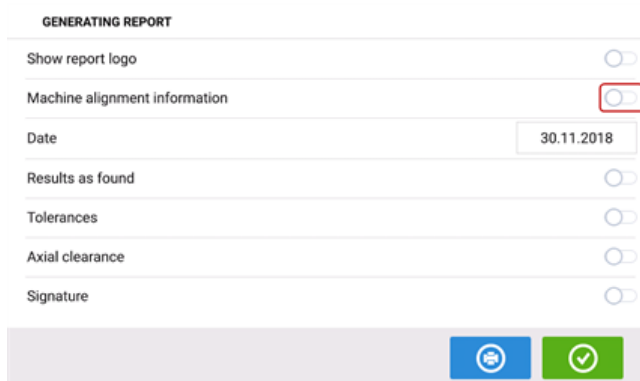 GENERATING REPORT
Show report logo
Machine alignment information
Date 30.11.2018
Results as found
Tolerances
Axial clearance
Signature